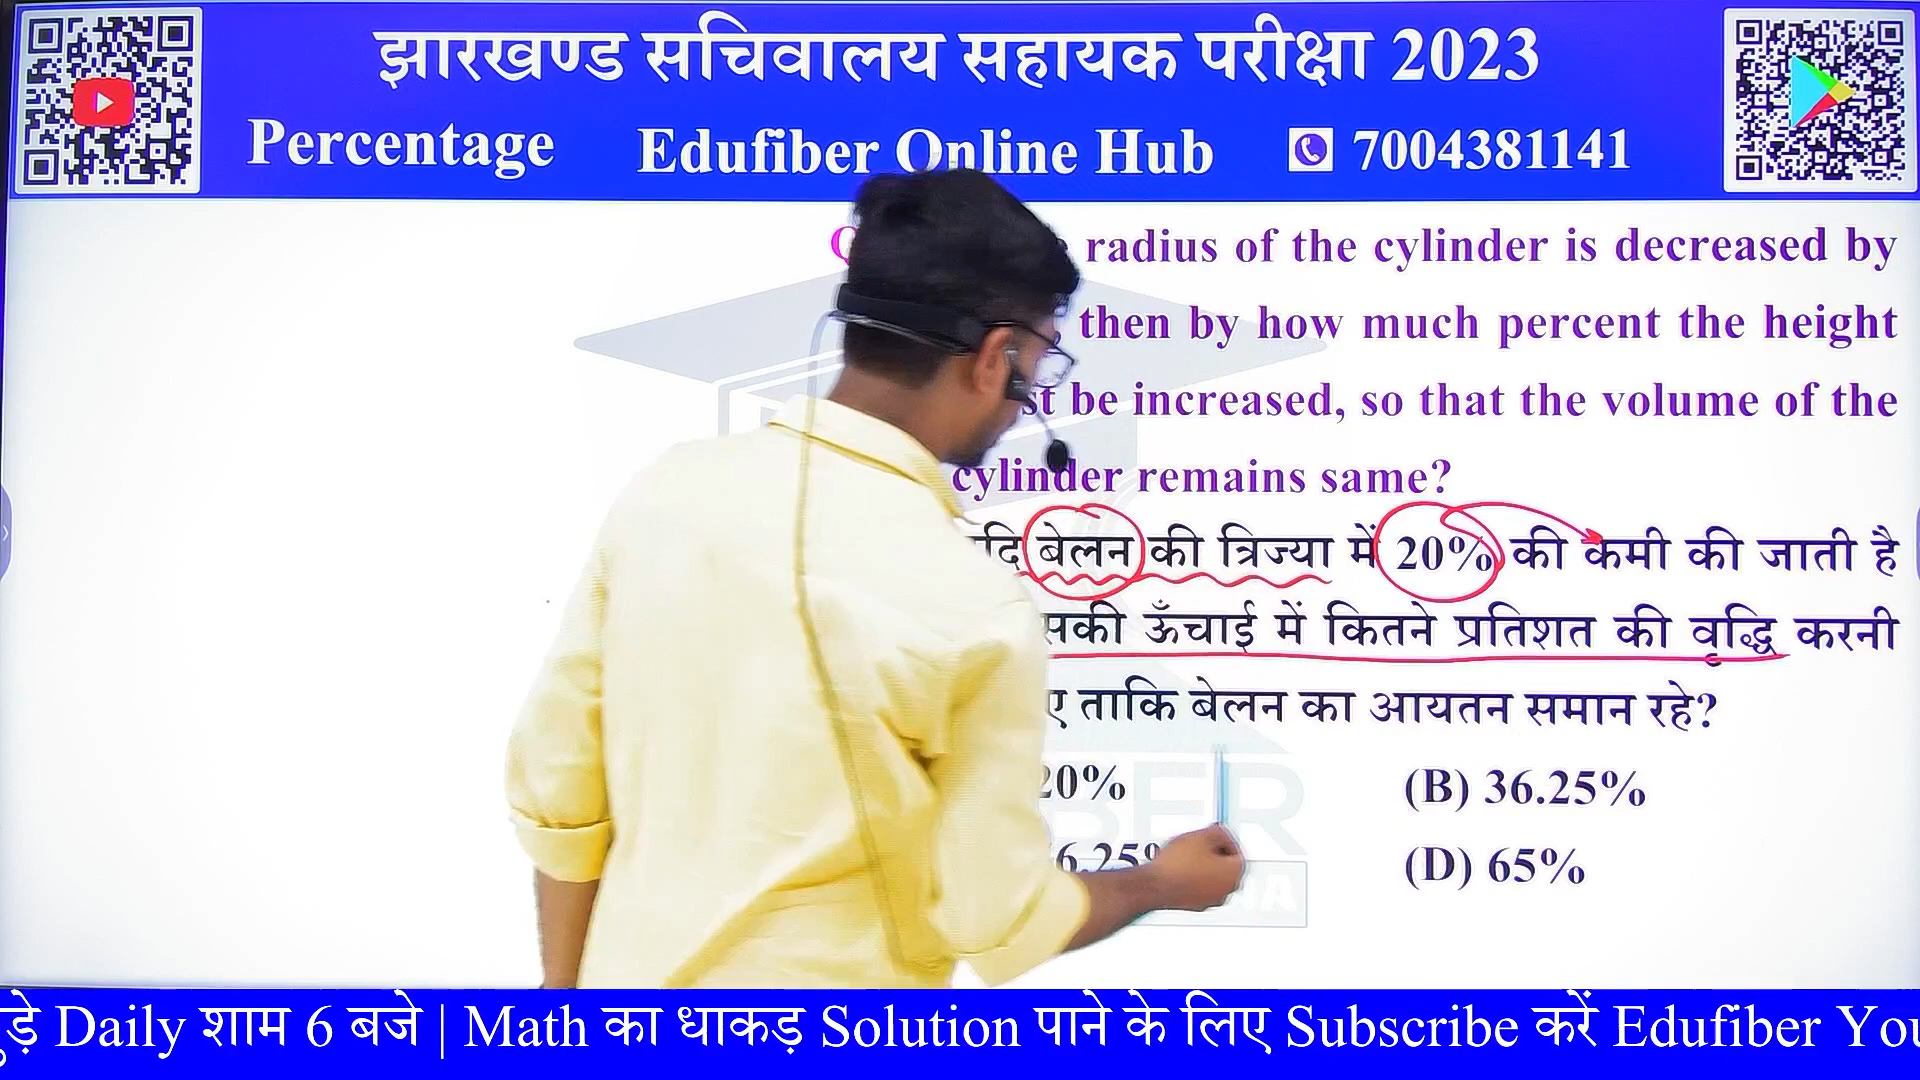 झारखण्ड सचिवालय सहायक परीक्षा 2023
Percentage Edufiber Online Hub 7004381141
radius of the cylinder is decreased by
then by how much percent the height
be increased, so that the volume of the
cylinder remains same?
बेलन की त्रिज्या में 20% की कमी की जाती है
ऊँचाई में कितने प्रतिशत की वृद्धि करनी
ताकि बेलन का आयतन समान रहे?
20% (B) 36.25%
(D) 65%
Daily शाम 6 बजे | Math का धाकड़ Solution पाने के लिए Subscribe करें Edufiber